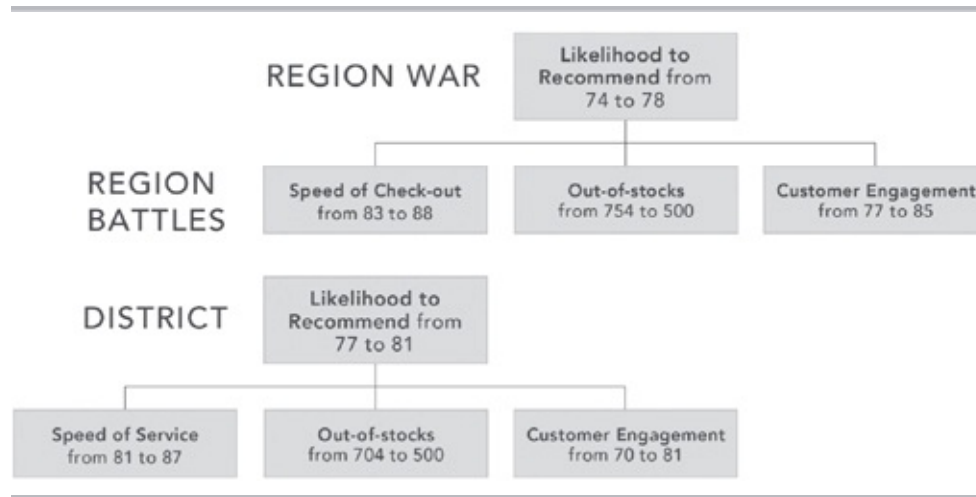 REGION WAR
Likelihood to
Recommend from
74 to 78
REGION
BATTLES
Speed of Check-out
from 83 to 88
Out-of-stocks
from 754 to 500
Customer Engagement
from 77 to 85
DISTRICT
Likelihood to
Recommend from
77 to 81
Speed of Service
from 81 to 87
Out-of-stocks
from 704 to 500
Customer Engagement
from 70 to 81